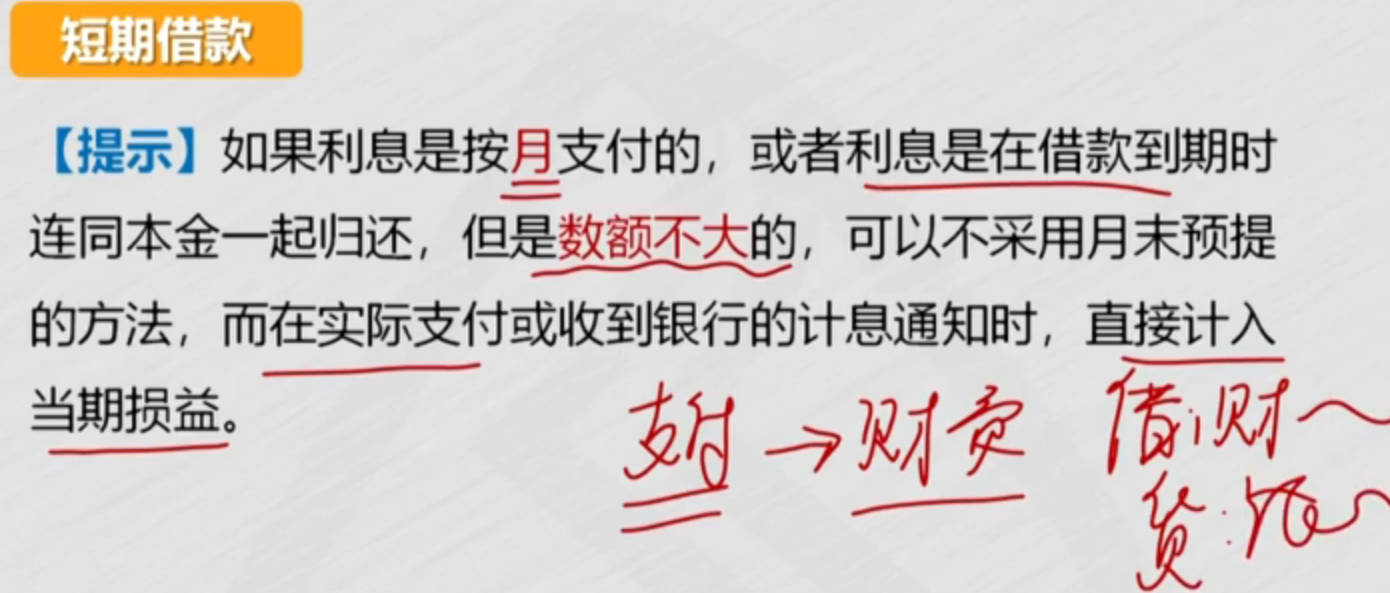 短期借款
【提示】如果利息是按月支付的，或者利息是在借款到期时
连同本金一起归还，但是数额不大的，可以不采用月末预提
的方法，而在实际支付或收到银行的计息通知时，直接计入
当期损益。
支付→财费
借:财
贷:银